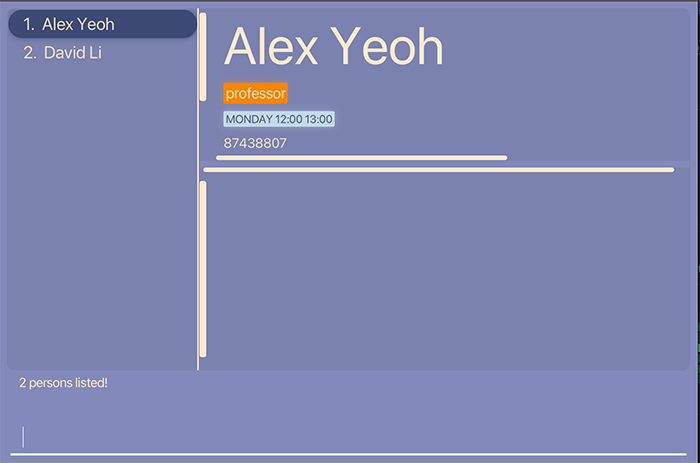 1. Alex Yeoh
2. David Li
Alex Yeoh
professor
MONDAY 12:00 13:00
87438807
2 persons listed!